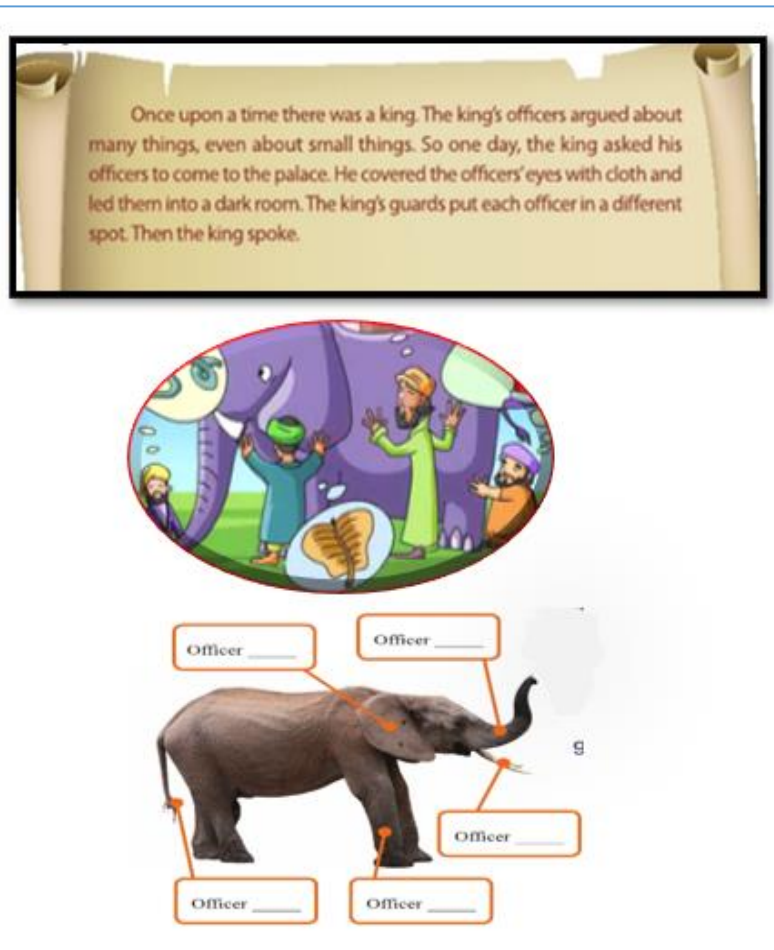 Once upon a time there was a king. The king's officers argued about
many things, even about small things. So one day, the king asked his
officers to come to the palace. He covered the officers' eyes with cloth and
led them into a dark room. The king's guards put each officer in a different
spot. Then the king spoke.
Officer _____
Officer _____
g
Officer _____
Officer _____
Officer _____